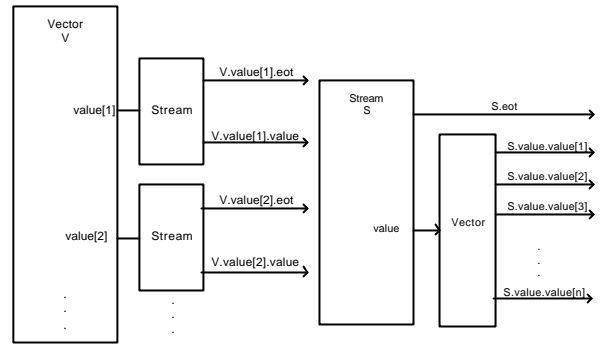 Vector
V
value[1]
value[2]
.
.
.
Stream
V.value[1].eot
V.value[1].value
Stream
V.value[2].eot
V.value[2].value
.
.
.
Stream
S
value
S.eot
Vector
S.value.value[1]
S.value.value[2]
S.value.value[3]
.
.
.
S.value.value[n]